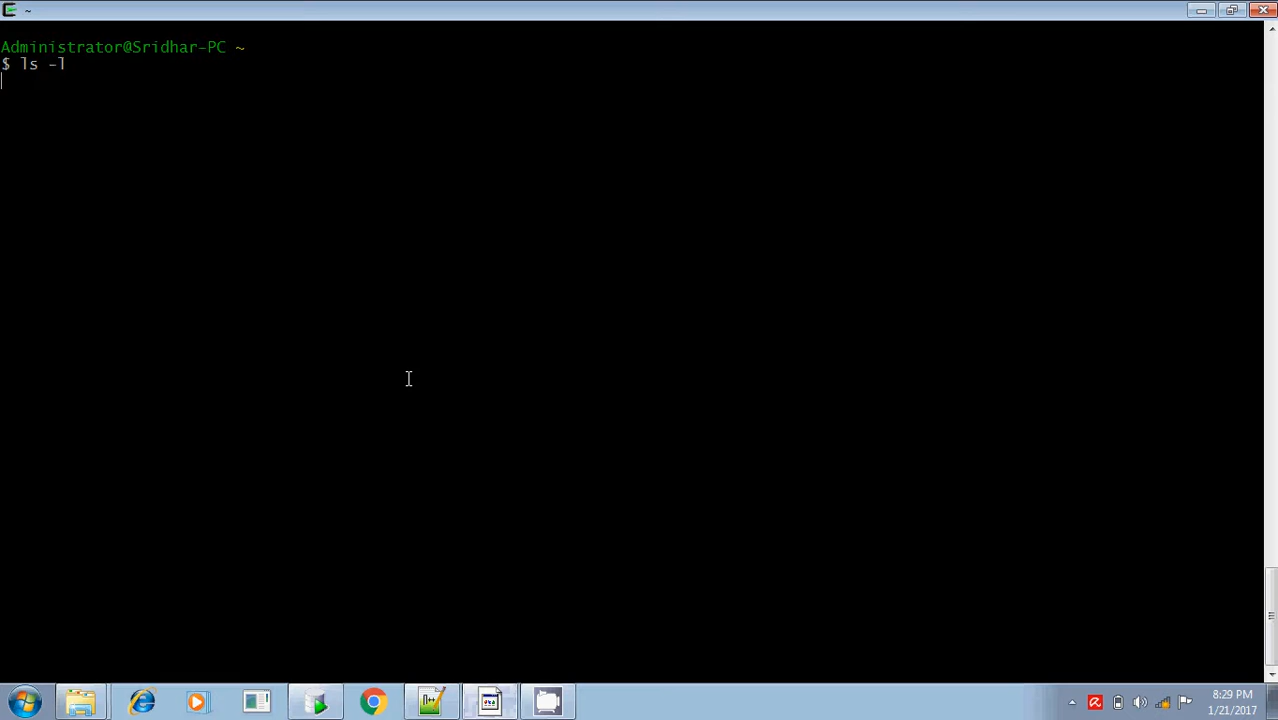 ~
Administrator@Sridhar-PC ~
$ ls -l
8:29 PM
1/21/2017